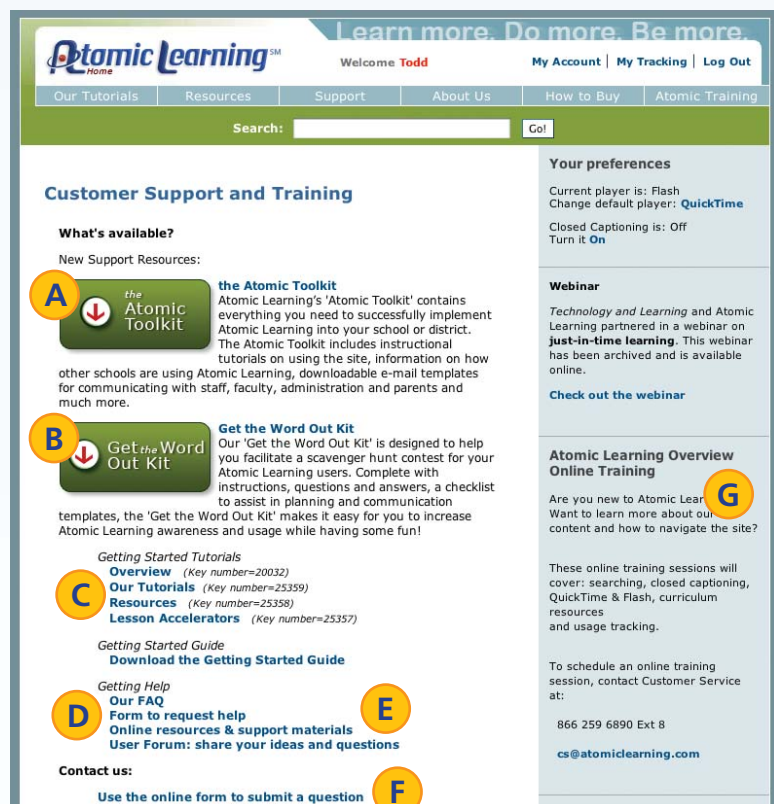 Learn more. Do more. Be more.
Atomic Learning SM
Home
Welcome Todd
My Account | My Tracking | Log Out
Our Tutorials Resources Support About Us How to Buy Atomic Training
Search: Go!
Customer Support and Training
What's available?
New Support Resources:
A
the
Atomic
Toolkit
the Atomic Toolkit
Atomic Learning's 'Atomic Toolkit' contains
everything you need to successfully implement
Atomic Learning into your school or district.
The Atomic Toolkit includes instructional
tutorials on using the site, information on how
other schools are using Atomic Learning, downloadable e-mail templates
for communicating with staff, faculty, administration and parents and
much more.
B
Get the Word
Out Kit
Get the Word Out Kit
Our 'Get the Word Out Kit' is designed to help
you facilitate a scavenger hunt contest for your
Atomic Learning users. Complete with
instructions, questions and answers, a checklist
to assist in planning and communication
templates, the 'Get the Word Out Kit' makes it easy for you to increase
Atomic Learning awareness and usage while having some fun!
Getting Started Tutorials
Overview (Key number=20032)
C
Our Tutorials (Key number=25359)
Resources (Key number=25358)
Lesson Accelerators (Key number=25357)
Getting Started Guide
Download the Getting Started Guide
Getting Help
Our FAQ
D
Form to request help
E
Online resources & support materials
User Forum: share your ideas and questions
Contact us:
Use the online form to submit a question
F
Your preferences
Current player is: Flash
Change default player: QuickTime
Closed Captioning is: Off
Turn it On
Webinar
Technology and Learning and Atomic
Learning partnered in a webinar on
just-in-time learning. This webinar
has been archived and is available
online.
Check out the webinar
Atomic Learning Overview
Online Training
G
Are you new to Atomic Lear
Want to learn more about our
content and how to navigate the site?
These online training sessions will
cover: searching, closed captioning,
QuickTime & Flash, curriculum
resources
and usage tracking.
To schedule an online training
session, contact Customer Service
at:
866 259 6890 Ext 8
cs@atomiclearning.com